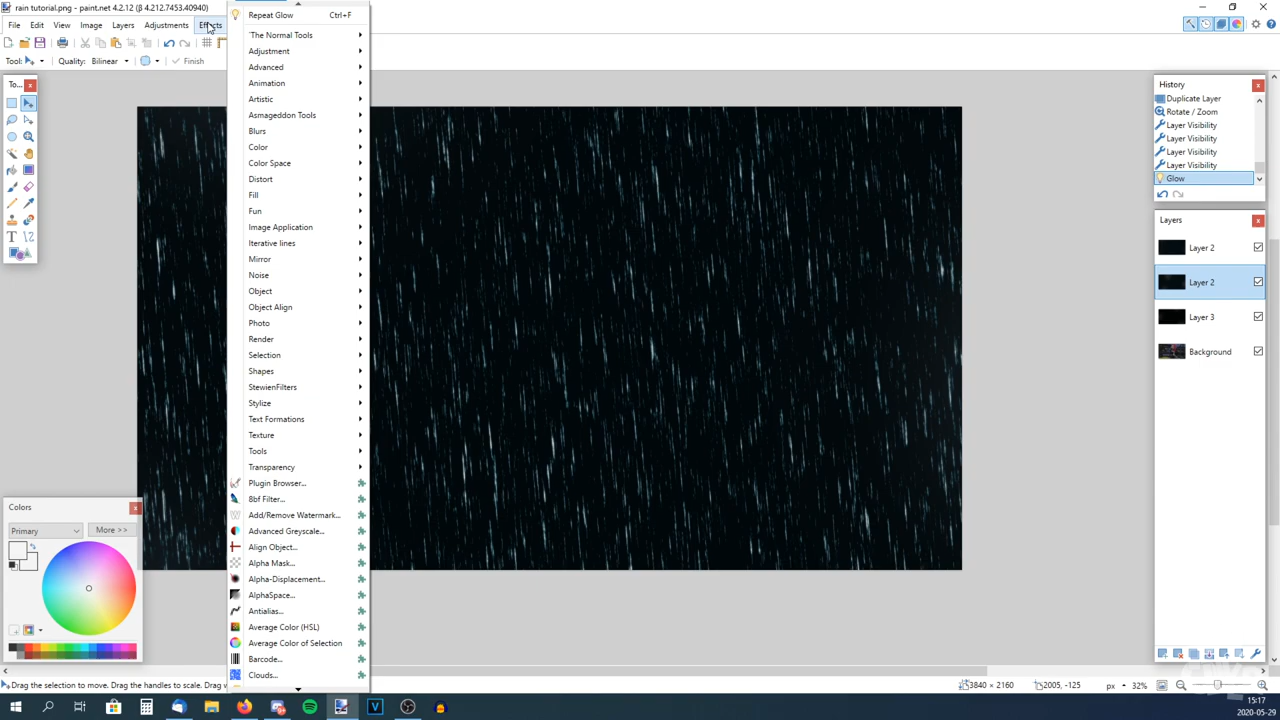 rain tutorial.png - paint.net 4.2.12 (β 4.212.7453.40940)
File Edit View Image Layers Adjustments Effects
Tool: Quality: Bilinear Finish
To...
Repeat Glow Ctrl+F
'The Normal Tools
Adjustment
Advanced
Animation
Artistic
Asmageddon Tools
Blurs
Color
Color Space
Distort
Fill
Fun
Image Application
Iterative lines
Mirror
Noise
Object
Object Align
Photo
Render
Selection
Shapes
StewienFilters
Stylize
Text Formations
Texture
Tools
Transparency
Plugin Browser...
8bf Filter...
Add/Remove Watermark...
Advanced Greyscale...
Align Object...
Alpha Mask...
Alpha-Displacement...
AlphaSpace...
Antialias...
Average Color (HSL)
Average Color of Selection
Barcode...
Clouds...
History
Duplicate Layer
Rotate / Zoom
Layer Visibility
Layer Visibility
Layer Visibility
Layer Visibility
Glow
Layers
Layer 2
Layer 2
Layer 3
Background
Colors
Primary
More >>
Drag the selection to move. Drag the handles to scale. Drag
3840 × 2160 2005, -125 px 32%
15:17
2020-05-29